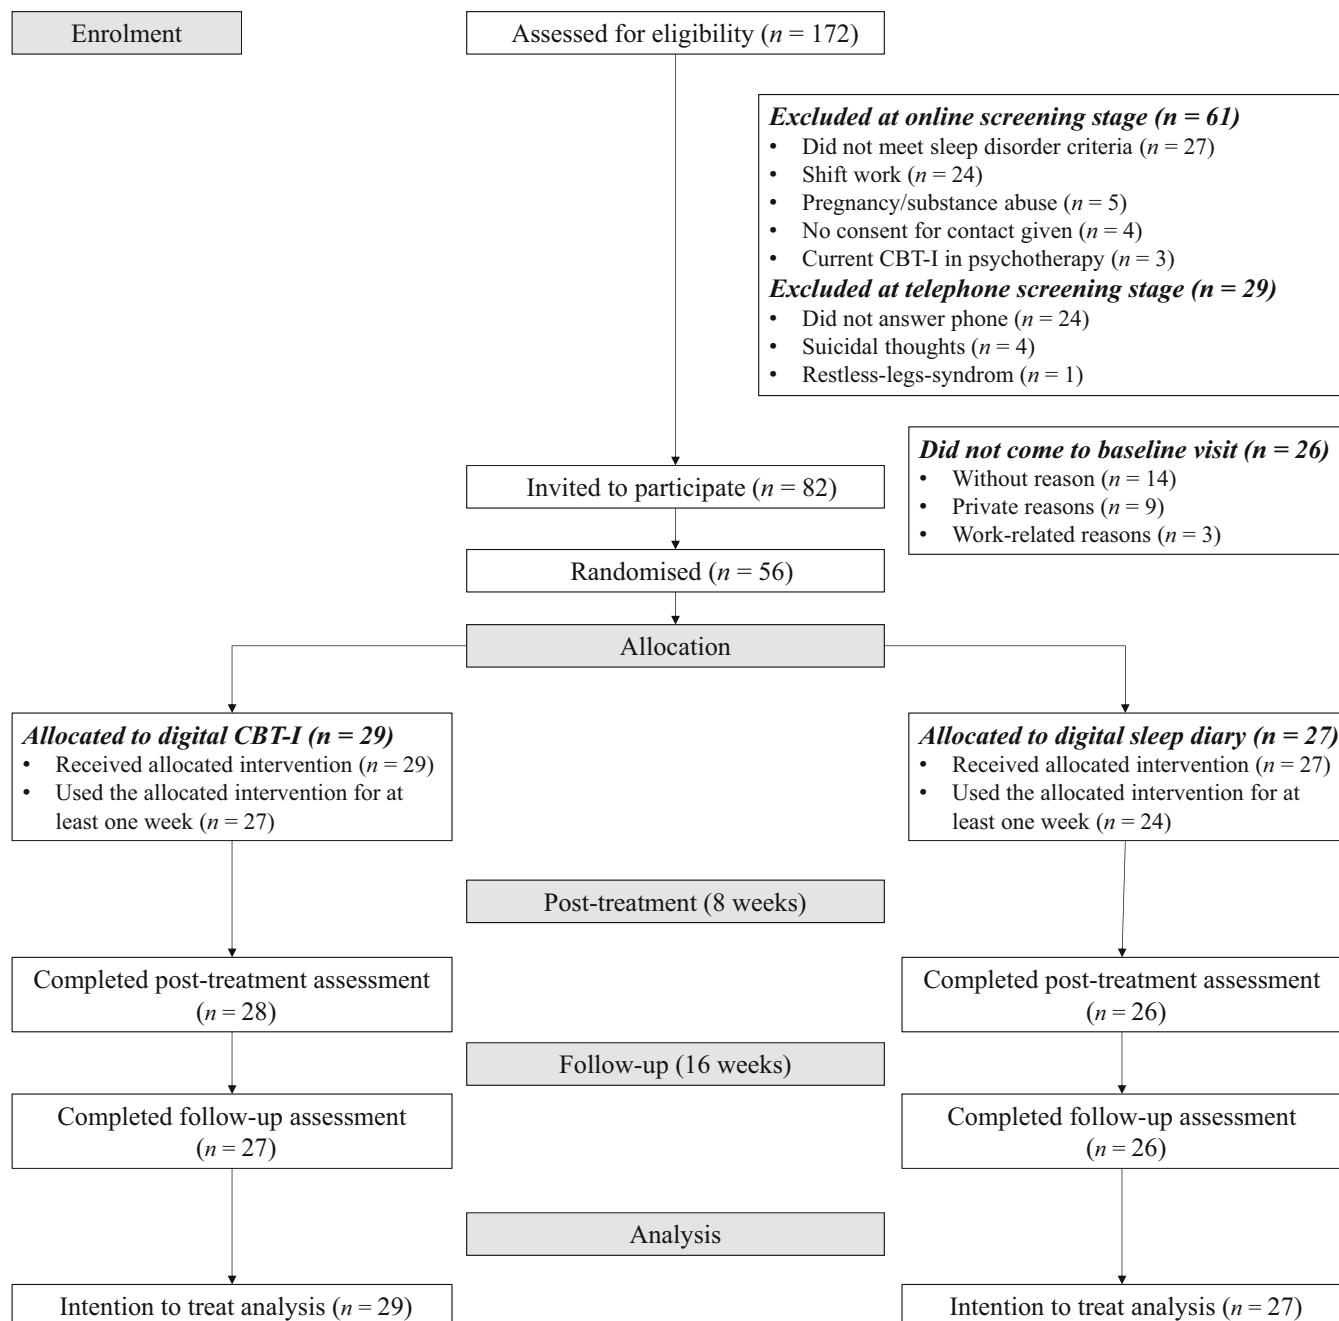 Enrolment
Assessed for eligibility (n = 172)
Excluded at online screening stage (n = 61)
• Did not meet sleep disorder criteria (n = 27)
• Shift work (n = 24)
• Pregnancy/substance abuse (n = 5)
• No consent for contact given (n = 4)
• Current CBT-I in psychotherapy (n = 3)
Excluded at telephone screening stage (n = 29)
• Did not answer phone (n = 24)
• Suicidal thoughts (n = 4)
• Restless-legs-syndrom (n = 1)
Did not come to baseline visit (n = 26)
• Without reason (n = 14)
• Private reasons (n = 9)
• Work-related reasons (n = 3)
Invited to participate (n = 82)
Randomised (n = 56)
Allocation
Allocated to digital CBT-I (n = 29)
• Received allocated intervention (n = 29)
• Used the allocated intervention for at
least one week (n = 27)
Allocated to digital sleep diary (n = 27)
• Received allocated intervention (n = 27)
• Used the allocated intervention for at
least one week (n = 24)
Post-treatment (8 weeks)
Completed post-treatment assessment
(n = 28)
Completed post-treatment assessment
(n = 26)
Follow-up (16 weeks)
Completed follow-up assessment
(n = 27)
Completed follow-up assessment
(n = 26)
Analysis
Intention to treat analysis (n = 29)
Intention to treat analysis (n = 27)